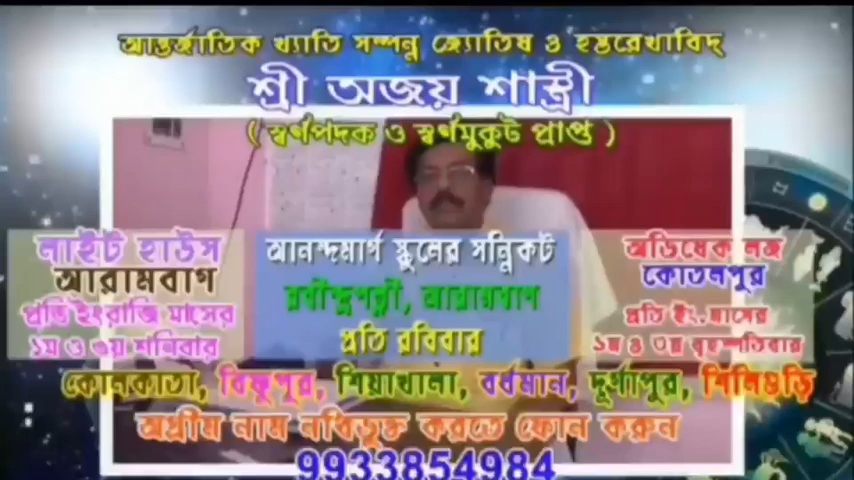 আন্তর্জাতিক খ্যাতি সম্পন্ন জ্যোতিষ ও হস্তরেখাবিদ্
শ্রী অজয় শাস্ত্রী
( স্বর্ণপদক ও স্বর্ণমুকুট প্রাপ্ত )
লাইট হাউস
আরামবাগ
প্রতি ইংরাজি মাসের
১ম ও ৩য় শনিবার
আনন্দমার্গ স্কুলের সন্নিকট
রবীন্দ্রপল্লী, আরামবাগ
প্রতি রবিবার
অভিষেক লজ
কোতলপুর
প্রতি ইং.মাসের
১ম ও ৩য় বৃহস্পতিবার
কোলকাতা, বিষ্ণুপুর, শিয়াখালা, বর্ধমান, দূর্গাপুর, শিলিগুড়ি
অগ্রীম নাম নথিভুক্ত করতে ফোন করুন
9933854984